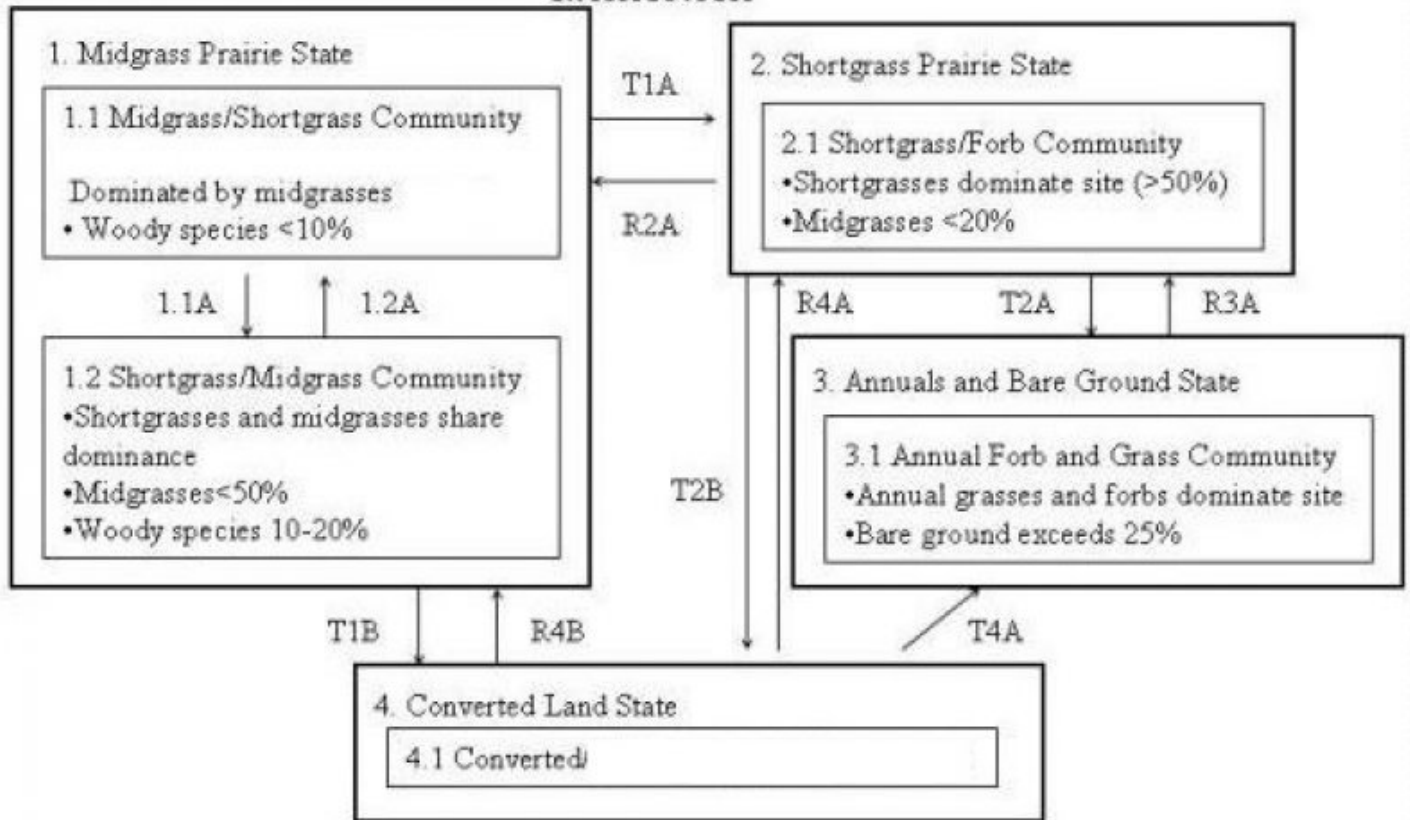 1. Midgrass Prairie State
1.1 Midgrass/Shortgrass Community
Dominated by midgrasses
• Woody species <10%
1.1A
1.2A
1.2 Shortgrass/Midgrass Community
•Shortgrasses and midgrasses share
dominance
•Midgrasses<50%
•Woody species 10-20%
T1A
R2A
2. Shortgrass Prairie State
2.1 Shortgrass/Forb Community
•Shortgrasses dominate site (>50%)
•Midgrasses <20%
R4A
T2A
R3A
T2B
3. Annuals and Bare Ground State
3.1 Annual Forb and Grass Community
•Annual grasses and forbs dominate site
•Bare ground exceeds 25%
T1B
R4B
T4A
4. Converted Land State
4.1 Converted/